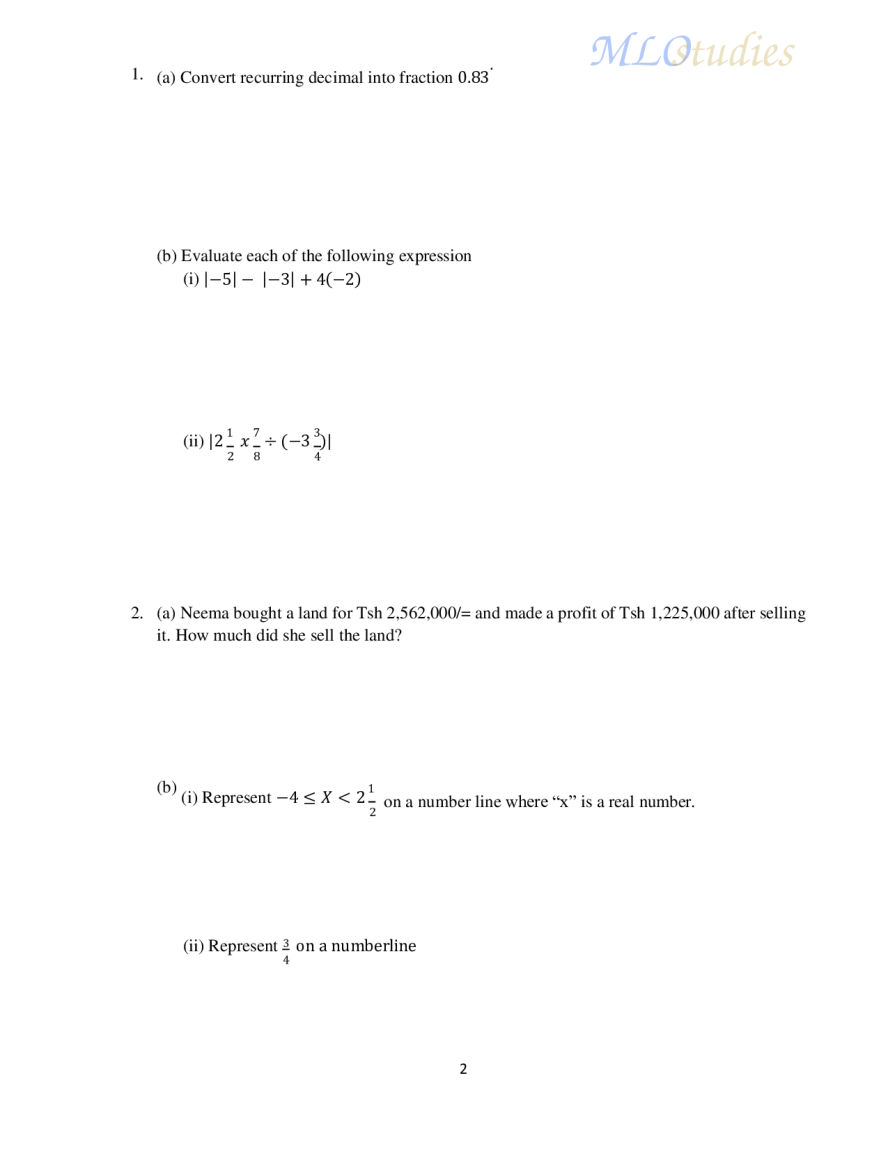 MLOstudies
1. (a) Convert recurring decimal into fraction 0.83˙
(b) Evaluate each of the following expression
(i) |−5| − |−3| + 4(−2)
(ii) |2 1/2 x 7/8 ÷ (−3 3/4)|
2. (a) Neema bought a land for Tsh 2,562,000/= and made a profit of Tsh 1,225,000 after selling
it. How much did she sell the land?
(b) (i) Represent −4 ≤ X < 2 1/2 on a number line where “x” is a real number.
(ii) Represent 3/4 on a numberline
2